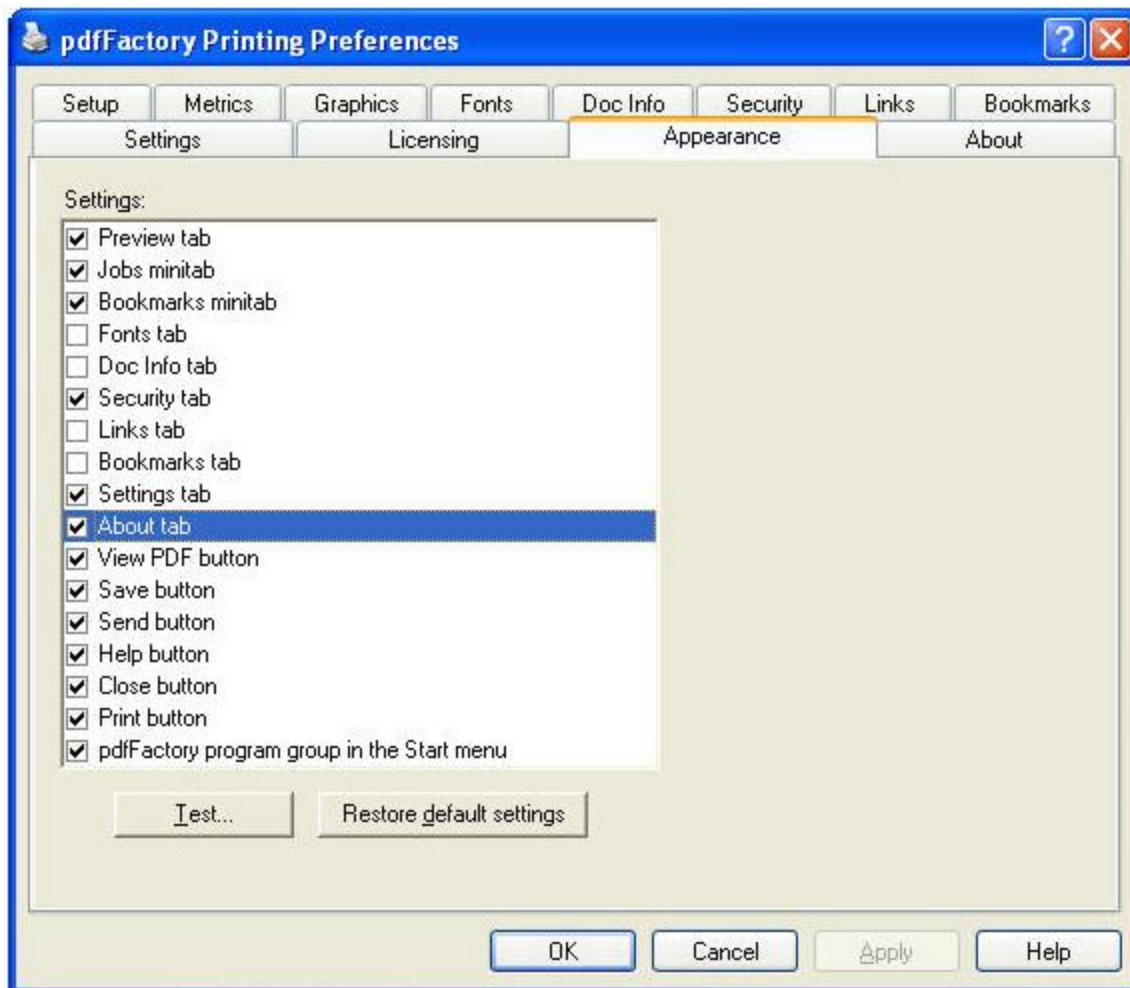 pdfFactory Printing Preferences
Setup Metrics Graphics Fonts Doc Info Security Links Bookmarks
Settings Licensing Appearance About
Settings:
Preview tab
Jobs minitab
Bookmarks minitab
Fonts tab
Doc Info tab
Security tab
Links tab
Bookmarks tab
Settings tab
About tab
View PDF button
Save button
Send button
Help button
Close button
Print button
pdfFactory program group in the Start menu
Test... Restore default settings
OK Cancel Apply Help